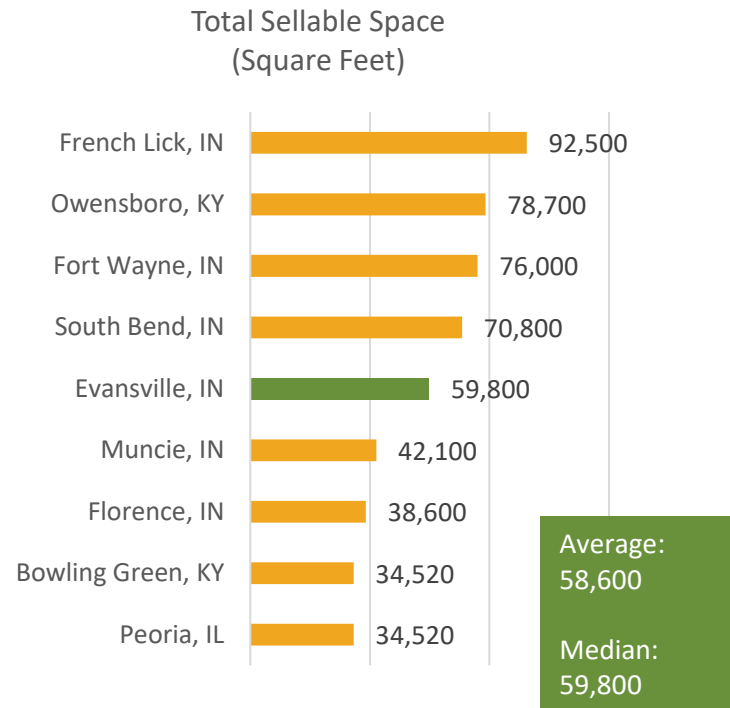 Total Sellable Space
(Square Feet)
French Lick, IN 92,500
Owensboro, KY 78,700
Fort Wayne, IN 76,000
South Bend, IN 70,800
Evansville, IN 59,800
Muncie, IN 42,100
Florence, IN 38,600
Bowling Green, KY 34,520
Peoria, IL 34,520
Average:
58,600
Median:
59,800